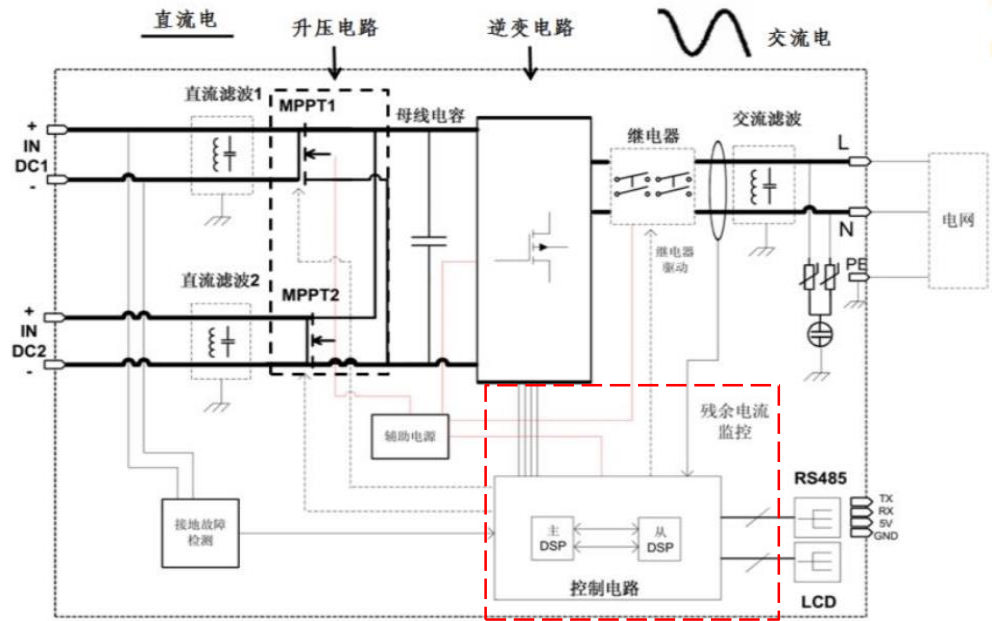 直流电
升压电路
逆变电路
交流电
直流滤波1
MPPT1
母线电容
继电器
交流滤波
+
IN
DC1
-
L
N
电网
继电器
驱动
PE
直流滤波2
MPPT2
+
IN
DC2
-
辅助电源
残余电流
监控
接地故障
检测
主
DSP
从
DSP
控制电路
RS485
TX
RX
5V
GND
LCD